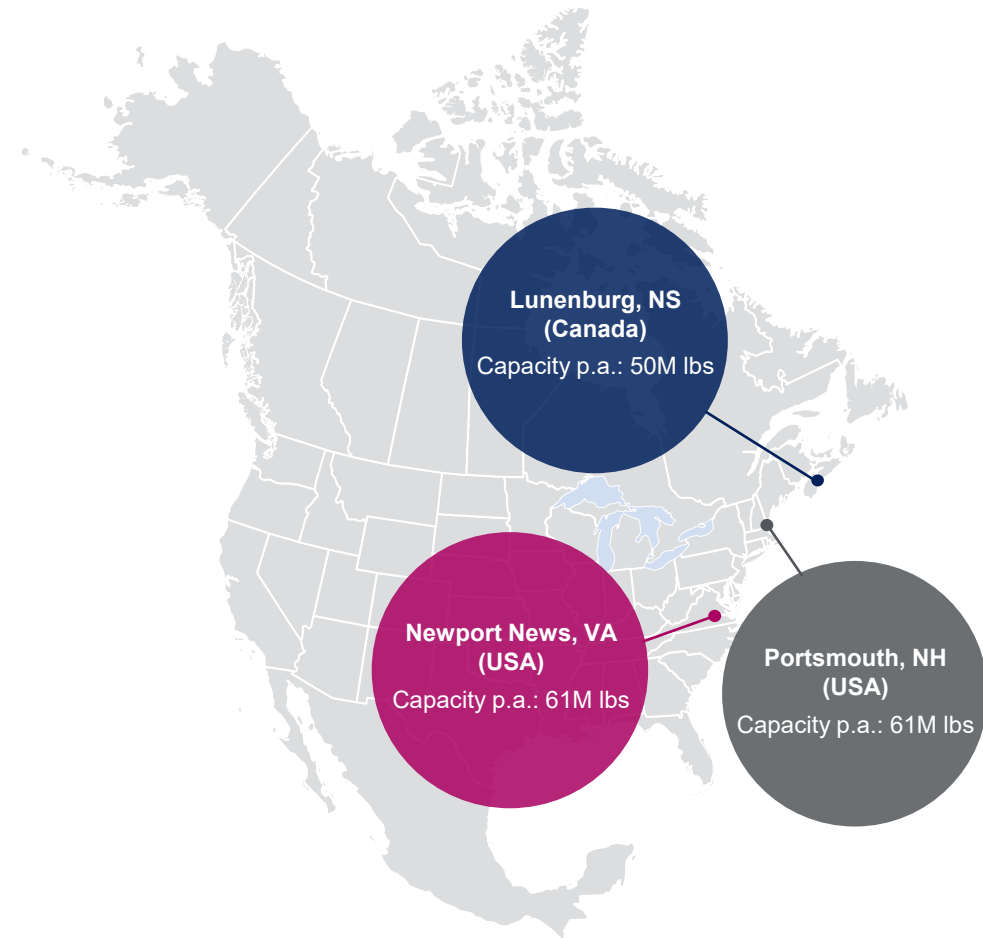 Lunenburg, NS
(Canada)
Capacity p.a.: 50M lbs
Newport News, VA
(USA)
Capacity p.a.: 61M lbs
Portsmouth, NH
(USA)
Capacity p.a.: 61M lbs